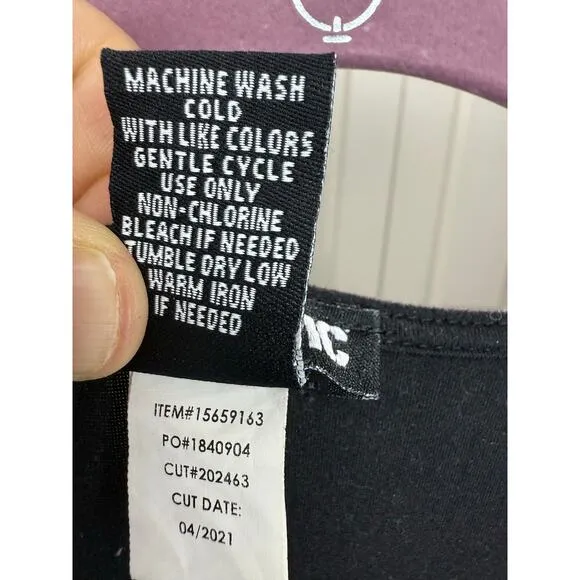 MACHINE WASH
COLD
WITH LIKE COLORS
GENTLE CYCLE
USE ONLY
NON-CHLORINE
BLEACH IF NEEDED
TUMBLE DRY LOW
WARM IRON
IF NEEDED
ITEM#15659163
PO#1840904
CUT#202463
CUT DATE:
04/2021